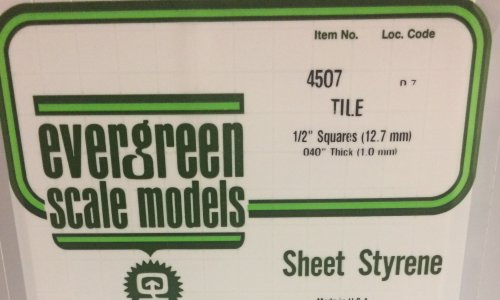 Item No. Loc. Code
4507
TILE
1/2" Squares (12.7 mm)
.040" Thick (1.0 mm)
evergreen
scale models
Sheet Styrene